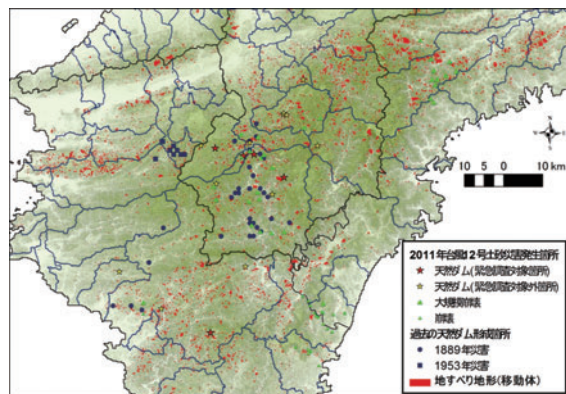 10 5 0 10 km
2011年台風12号土砂災害発生箇所
天然ダム(緊急調査対象箇所)
天然ダム(緊急調査対象外箇所)
大規模崩壊
崩壊
過去の天然ダム形成箇所
1889年災害
1953年災害
地すべり地形(移動体)